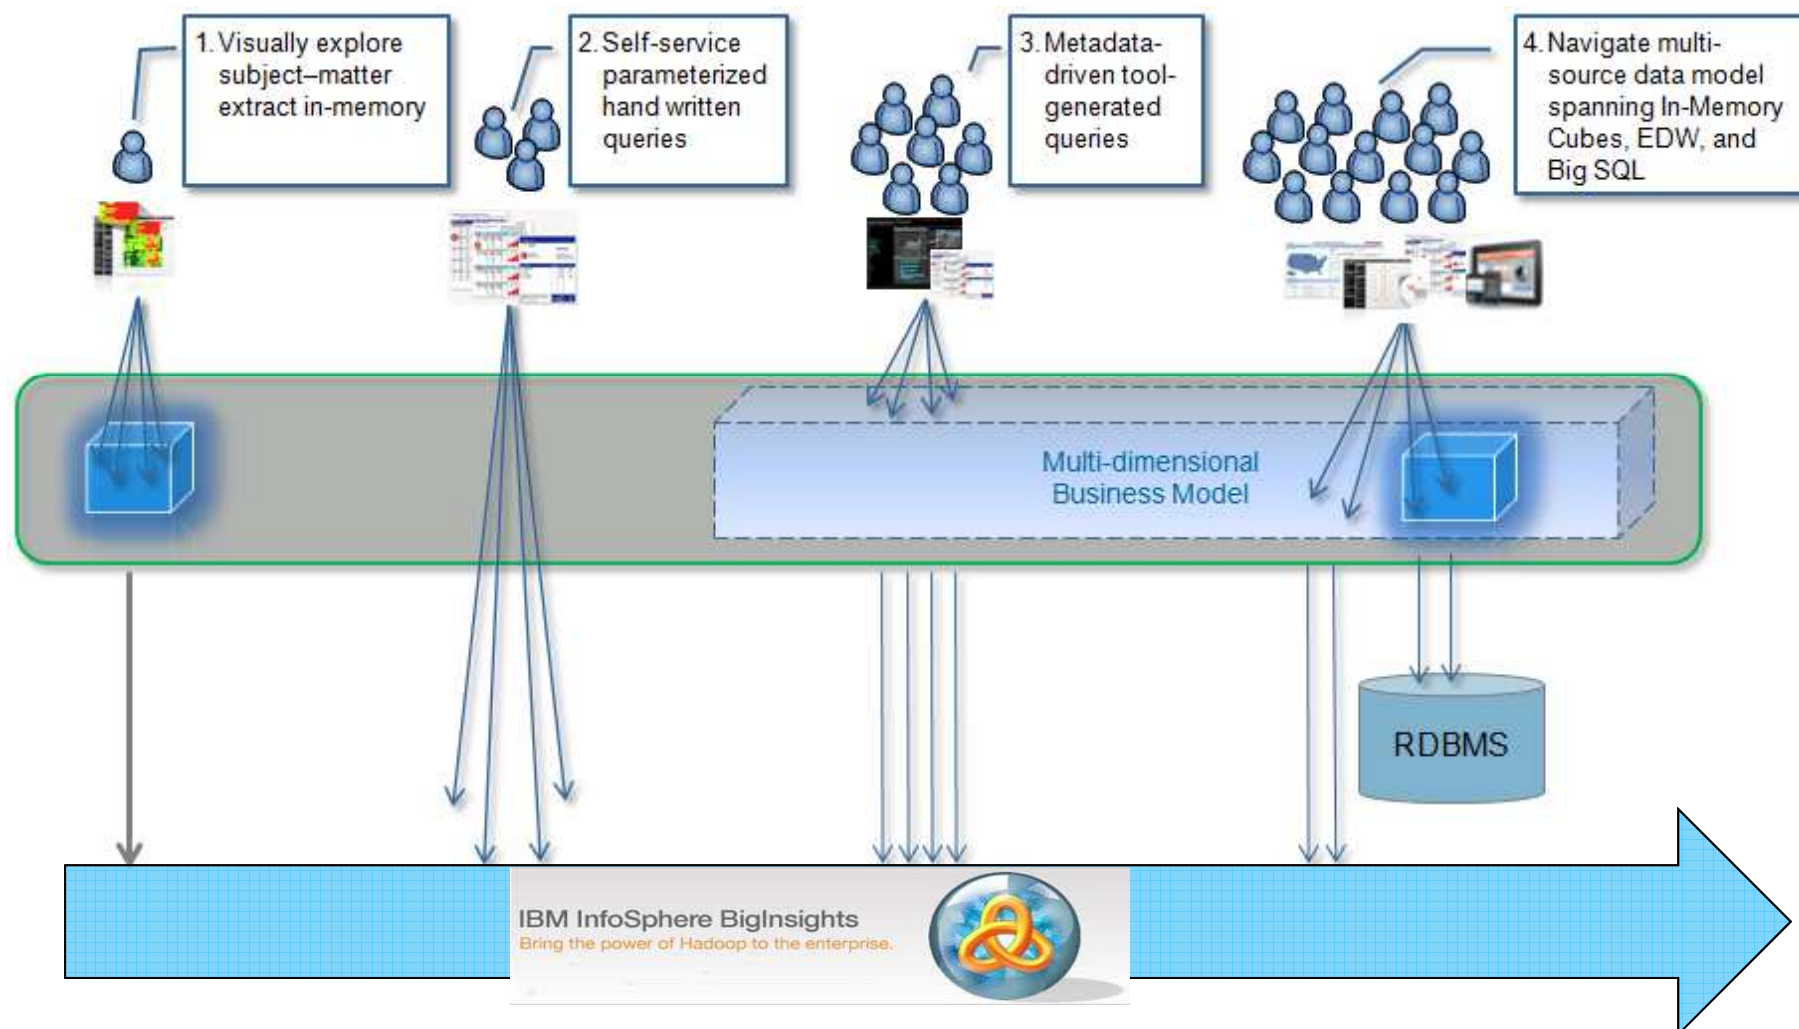 1. Visually explore
subject–matter
extract in-memory
2. Self-service
parameterized
hand written
queries
3. Metadata-
driven tool-
generated
queries
4. Navigate multi-
source data model
spanning In-Memory
Cubes, EDW, and
Big SQL
Multi-dimensional
Business Model
RDBMS
IBM InfoSphere BigInsights
Bring the power of Hadoop to the enterprise.